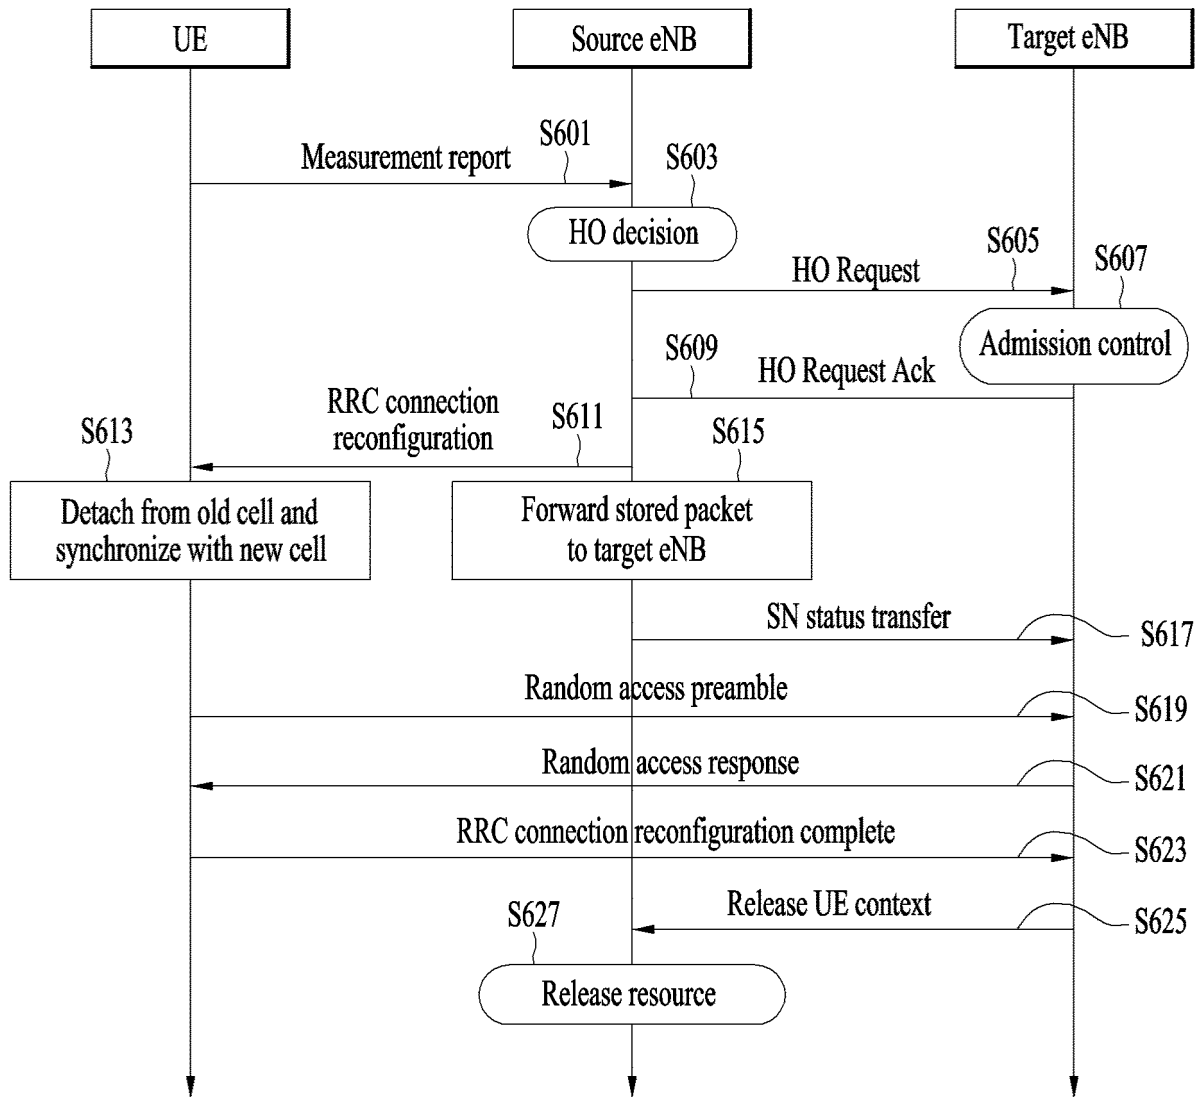 UE
Source eNB
Target eNB
S601
Measurement report
S603
HO decision
S605
HO Request
S607
Admission control
S609
HO Request Ack
RRC connection
reconfiguration
S611
S613
S615
Detach from old cell and
synchronize with new cell
Forward stored packet
to target eNB
SN status transfer
S617
Random access preamble
S619
Random access response
S621
RRC connection reconfiguration complete
S623
Release UE context
S625
S627
Release resource